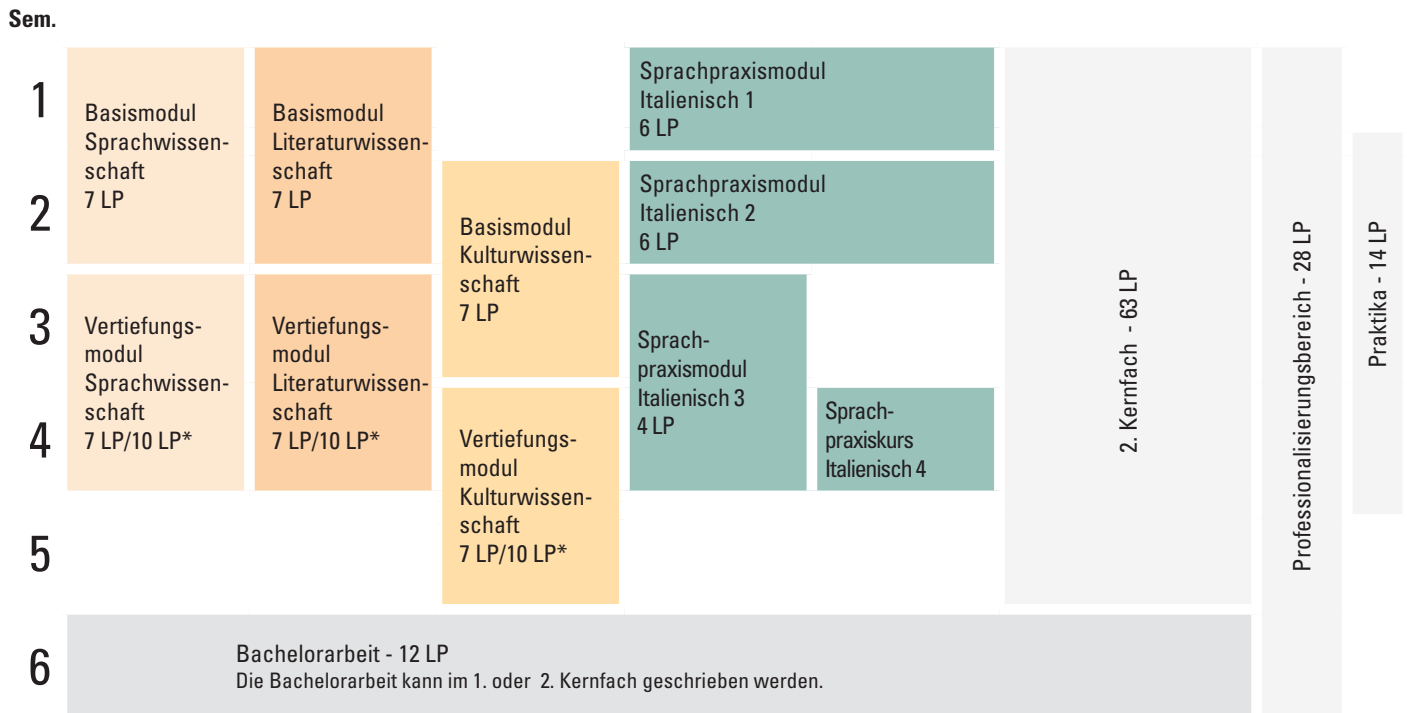 Sem.
1
2
3
4
5
6
Basismodul
Sprachwissen-
schaft
7 LP
Basismodul
Literaturwissen-
schaft
7 LP
Basismodul
Kulturwissen-
schaft
7 LP
Sprachpraxismodul
Italienisch 1
6 LP
Sprachpraxismodul
Italienisch 2
6 LP
Vertiefungs-
modul
Sprachwissen-
schaft
7 LP/10 LP*
Vertiefungs-
modul
Literaturwissen-
schaft
7 LP/10 LP*
Vertiefungs-
modul
Kulturwissen-
schaft
7 LP/10 LP*
Sprach-
praxismodul
Italienisch 3
4 LP
Sprach-
praxiskurs
Italienisch 4
2. Kernfach - 63 LP
Professionalisierungsbereich - 28 LP
Praktika - 14 LP
Bachelorarbeit - 12 LP
Die Bachelorarbeit kann im 1. oder 2. Kernfach geschrieben werden.